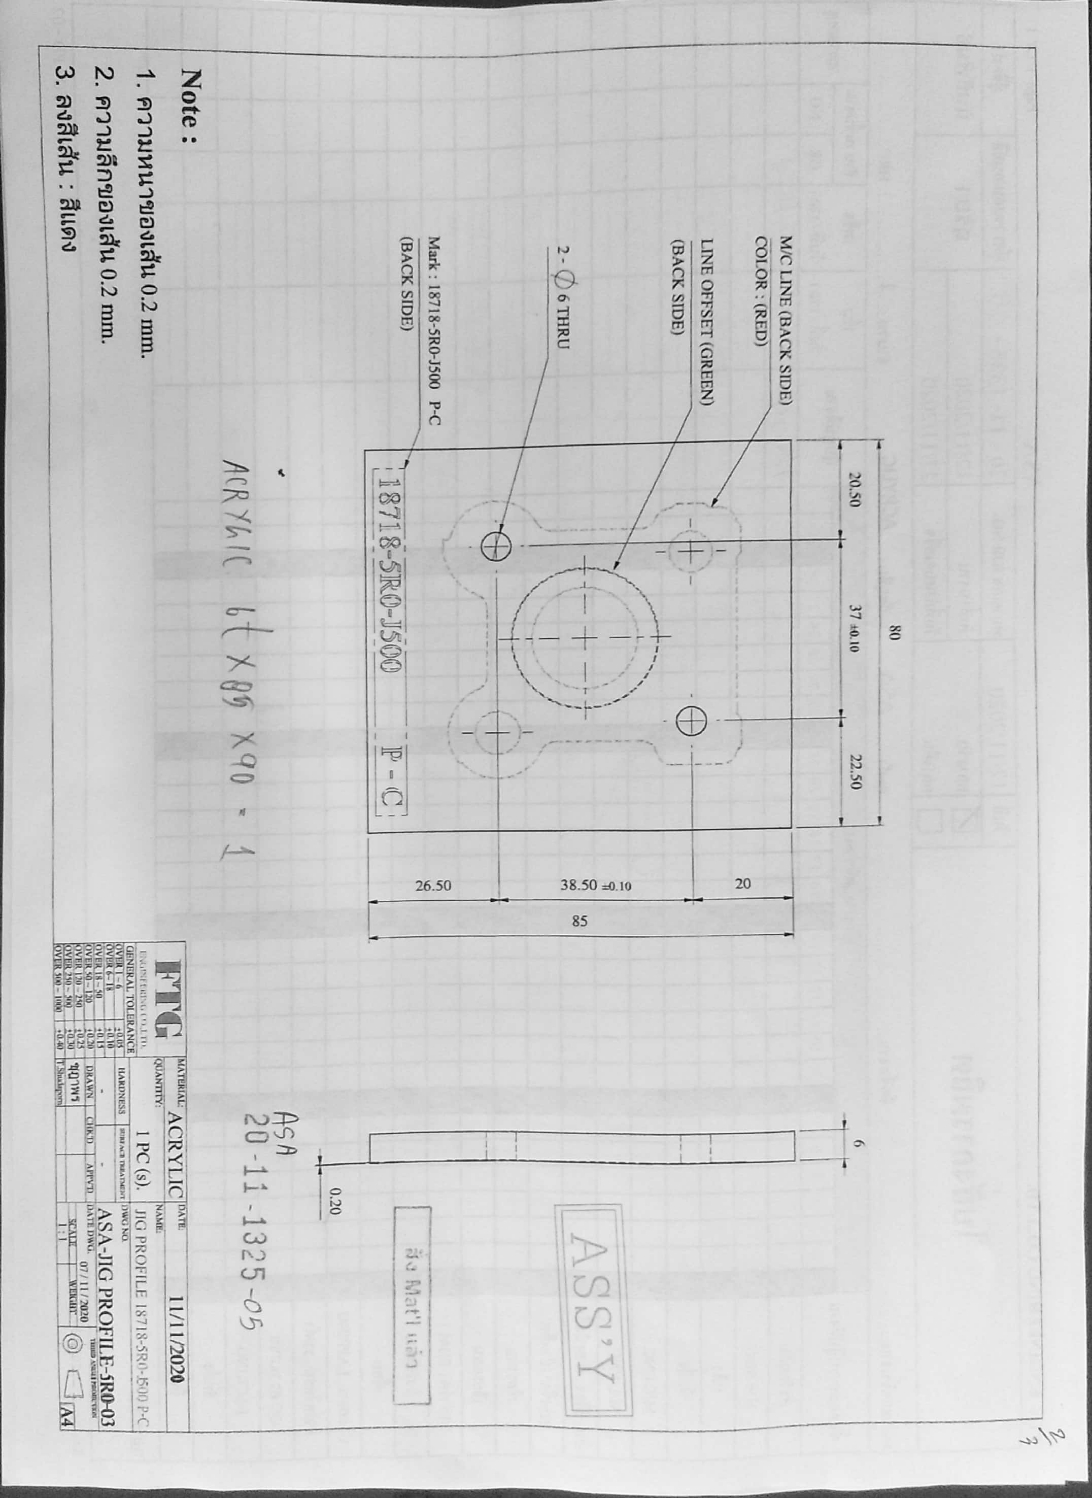 2/3
80
20.50 37 ±0.10 22.50
6
M/C LINE (BACK SIDE)
COLOR : (RED)
20
LINE OFFSET (GREEN)
(BACK SIDE)
38.50 ±0.10
85
ASS'Y
2 - ∅ 6 THRU
26.50
Mark : 18718-5R0-J500 P-C
(BACK SIDE)
18718-5R0-J500 P - C
สั่ง Mat'l แล้ว
0.20
ASA
20-11-1325-05
ACRYLIC 6t X 85 X 90 = 1
Note :
1. ความหนาของเส้น 0.2 mm.
2. ความลึกของเส้น 0.2 mm.
3. ลงสีเส้น : สีแดง
FTG
ENGINEERING CO.,LTD.
MATERIAL: ACRYLIC
DATE: 11/11/2020
QUANTITY: 1 PC (s).
NAME: JIG PROFILE 18718-5R0-J500 P-C
GENERAL TOLERANCE
OVER 1 - 6 ±0.05
OVER 6 - 18 ±0.10
OVER 18 - 50 ±0.15
OVER 50 - 120 ±0.20
OVER 120 - 250 ±0.25
OVER 250 - 500 ±0.30
OVER 500 - 1000 ±0.40
HARDNESS SURFACE TREATMENT
- -
DWG NO. ASA-JIG PROFILE-5R0-03
DRAWN CHK'D APPV'D
ชุฎาพร
T.Shudaporn
DATE DWG. 07/11/2020
SCALE WEIGHT
1 : 1
THIRD ANGLE PROJECTION
A4